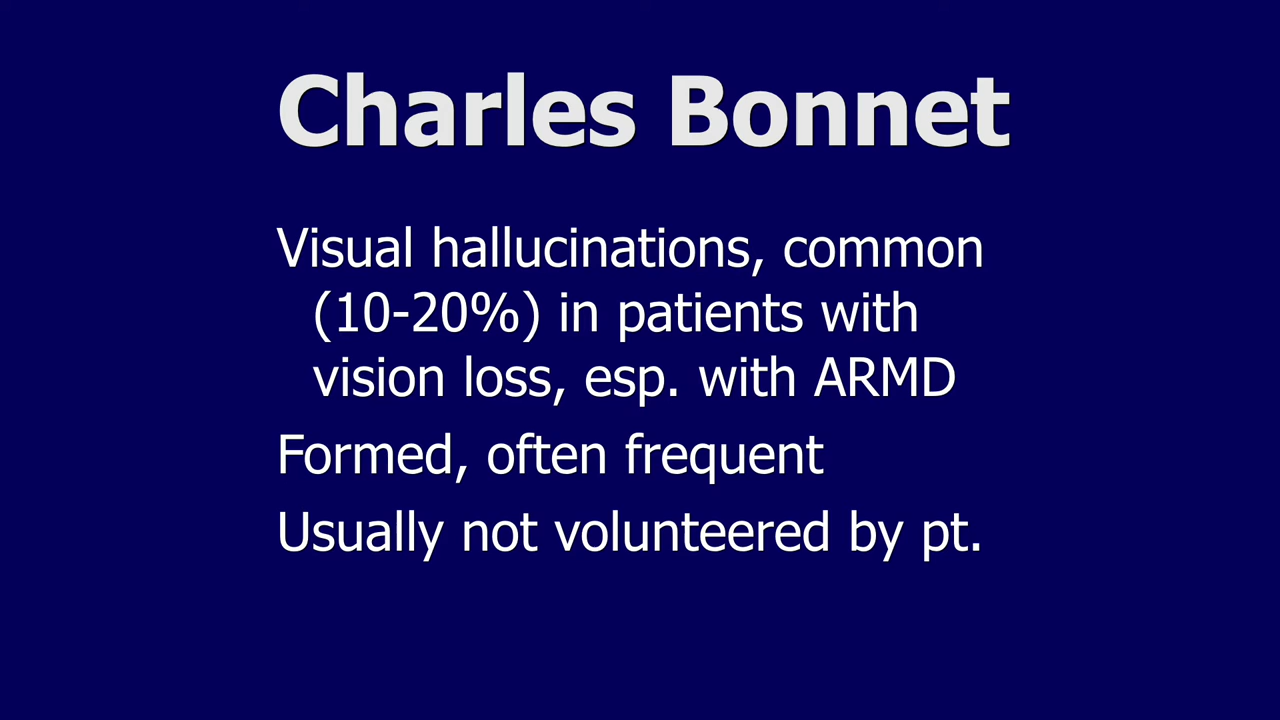 Charles Bonnet
Visual hallucinations, common
(10-20%) in patients with
vision loss, esp. with ARMD
Formed, often frequent
Usually not volunteered by pt.